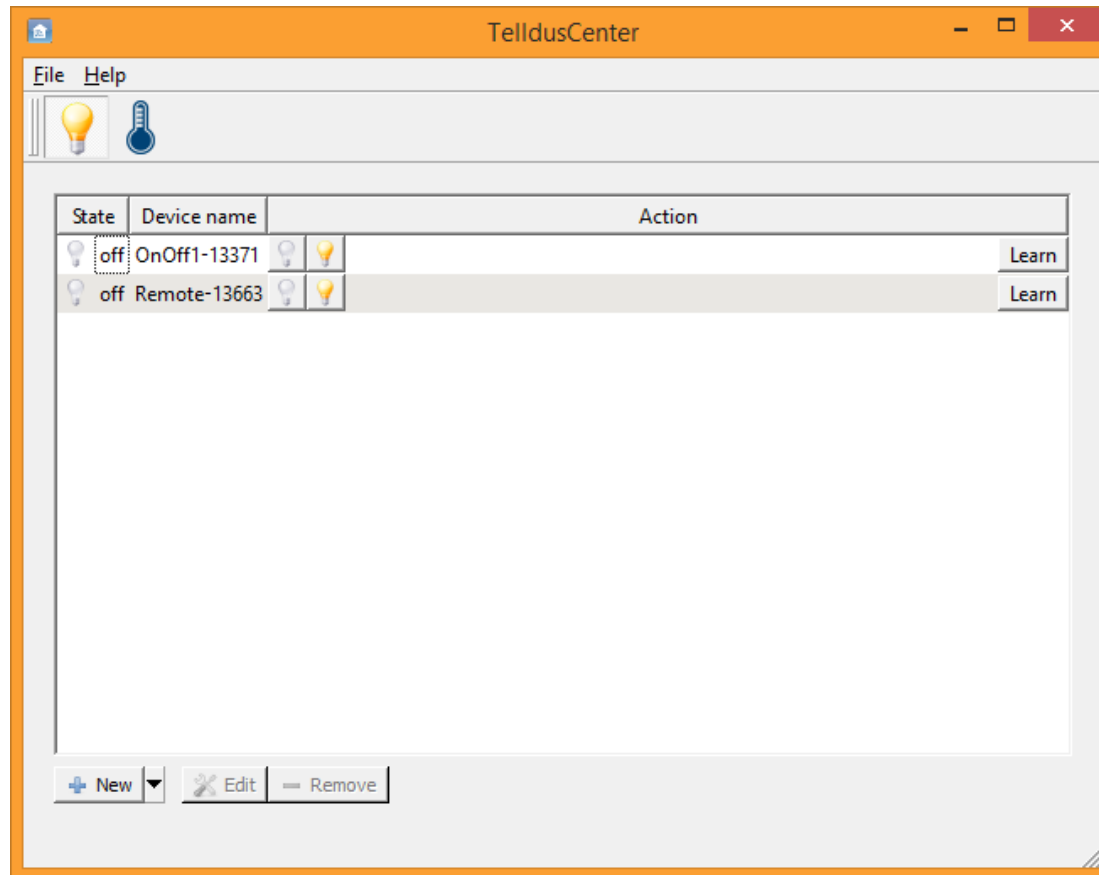 TelldusCenter
File Help
State Device name Action
off OnOff1-13371 Learn
off Remote-13663 Learn
New Edit Remove